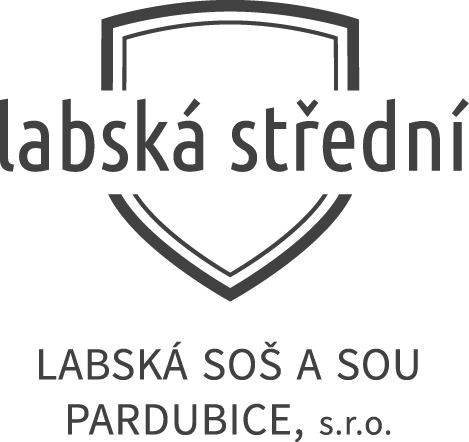 labská střední
LABSKÁ SOŠ A SOU
PARDUBICE, s.r.o.